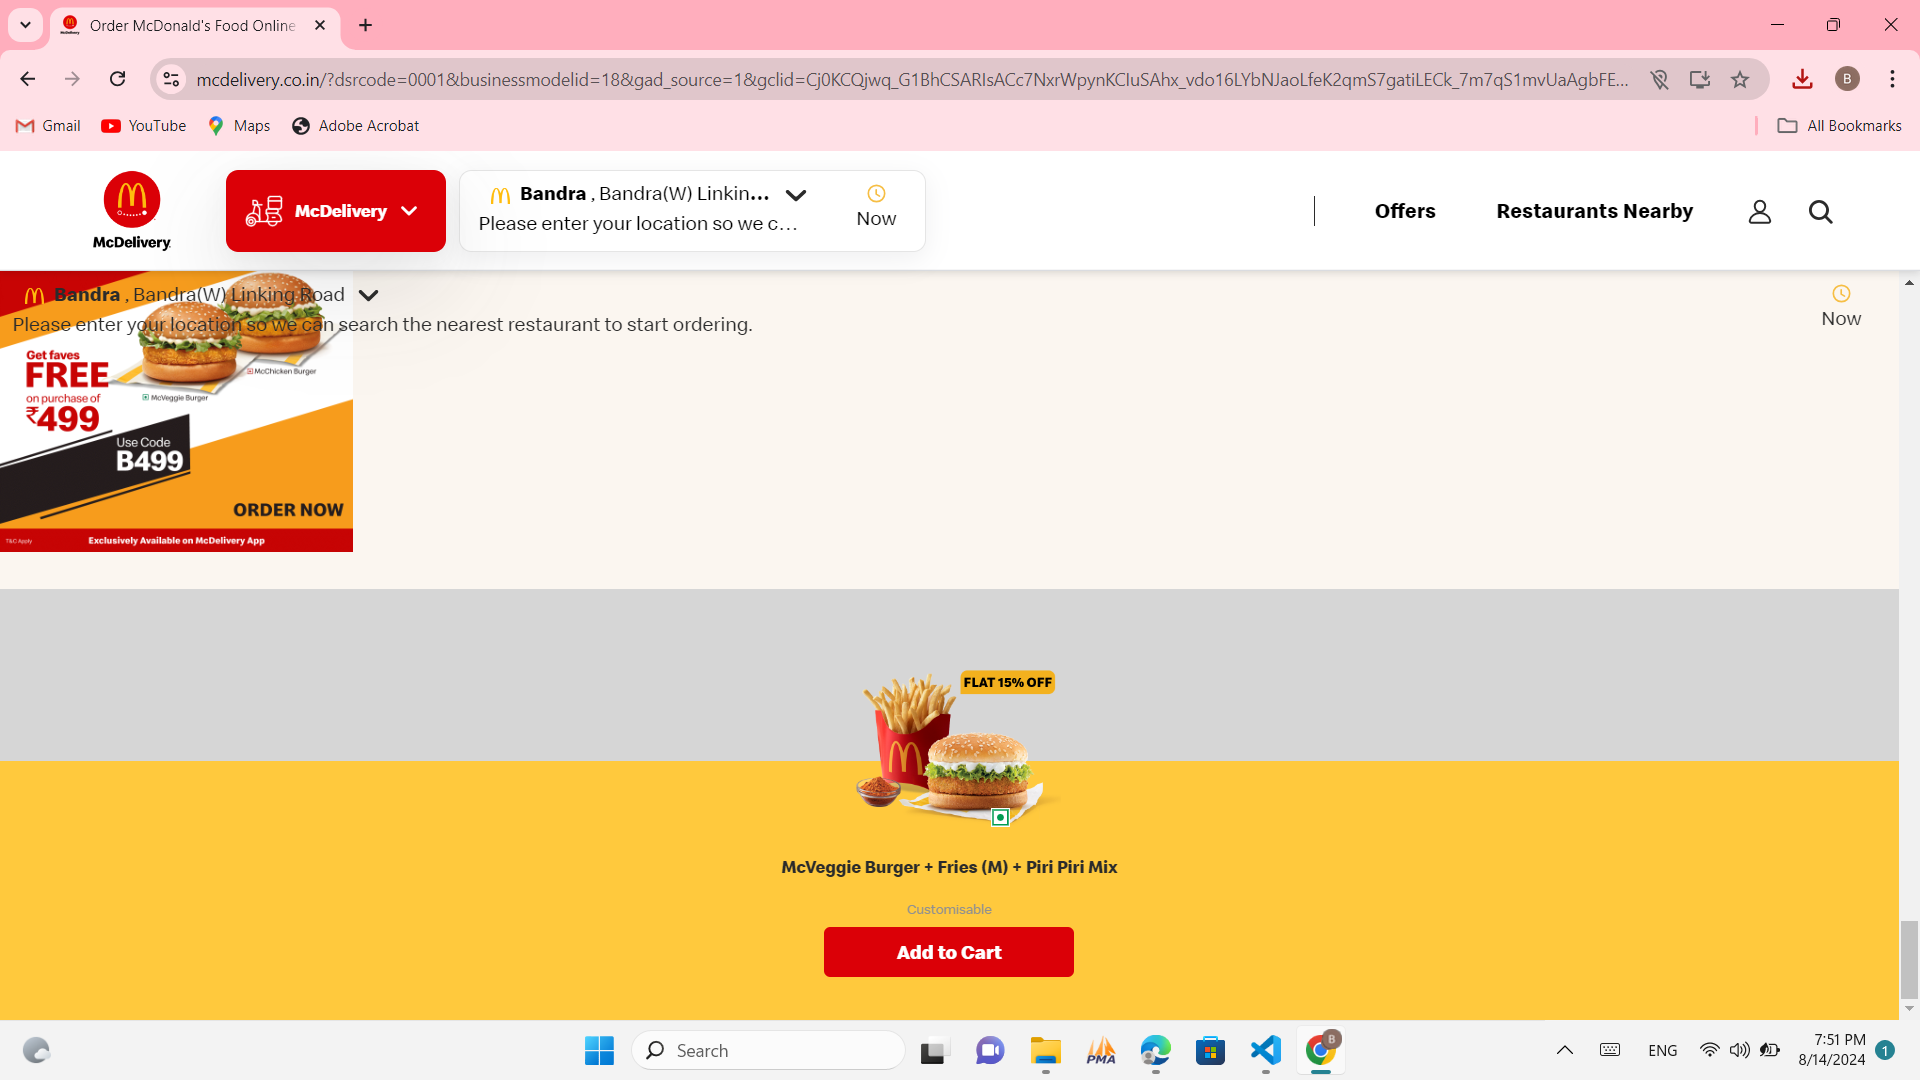 Order McDonald's Food Online
mcdelivery.co.in/?dsrcode=0001&businessmodelid=18&gad_source=1&gclid=Cj0KCQjwq_G1BhCSARIsACc7NxrWpynKCIuSAhx_vdo16LYbNJaoLfeK2qmS7gatiLECk_7m7qS1mvUaAgbFE...
B
Gmail
YouTube
Maps
Adobe Acrobat
All Bookmarks
McDelivery
McDelivery
Bandra , Bandra(W) Linkin...
Please enter your location so we c...
Now
Offers
Restaurants Nearby
Bandra , Bandra(W) Linking Road
Please enter your location so we can search the nearest restaurant to start ordering.
Now
Get faves
FREE
on purchase of
₹499
McChicken Burger
McVeggie Burger
Use Code
B499
ORDER NOW
T&C Apply
Exclusively Available on McDelivery App
FLAT 15% OFF
McVeggie Burger + Fries (M) + Piri Piri Mix
Customisable
Add to Cart
Search
PMA
B
ENG
7:51 PM
8/14/2024
1